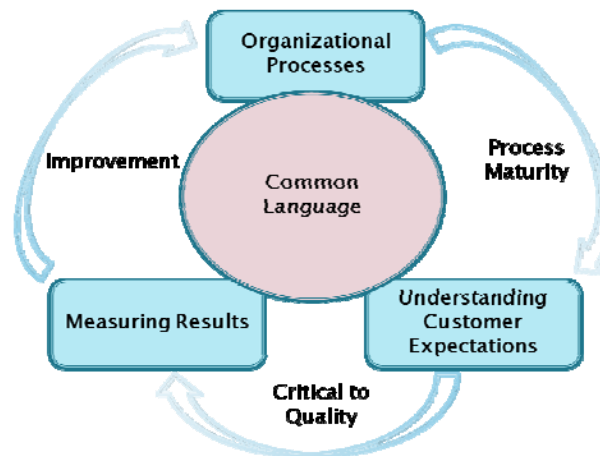 Organizational
Processes
Improvement
Process
Maturity
Common
Language
Measuring Results
Understanding
Customer
Expectations
Critical to
Quality